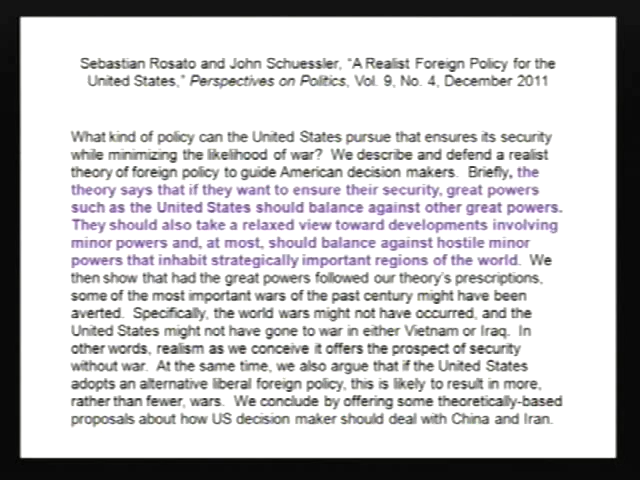 Sebastian Rosato and John Schuessler, “A Realist Foreign Policy for the
United States,” Perspectives on Politics, Vol. 9, No. 4, December 2011
What kind of policy can the United States pursue that ensures its security
while minimizing the likelihood of war?  We describe and defend a realist
theory of foreign policy to guide American decision makers.  Briefly, the
theory says that if they want to ensure their security, great powers
such as the United States should balance against other great powers.
They should also take a relaxed view toward developments involving
minor powers and, at most, should balance against hostile minor
powers that inhabit strategically important regions of the world.  We
then show that had the great powers followed our theory’s prescriptions,
some of the most important wars of the past century might have been
averted.  Specifically, the world wars might not have occurred, and the
United States might not have gone to war in either Vietnam or Iraq.  In
other words, realism as we conceive it offers the prospect of security
without war.  At the same time, we also argue that if the United States
adopts an alternative liberal foreign policy, this is likely to result in more,
rather than fewer, wars.  We conclude by offering some theoretically-based
proposals about how US decision maker should deal with China and Iran.